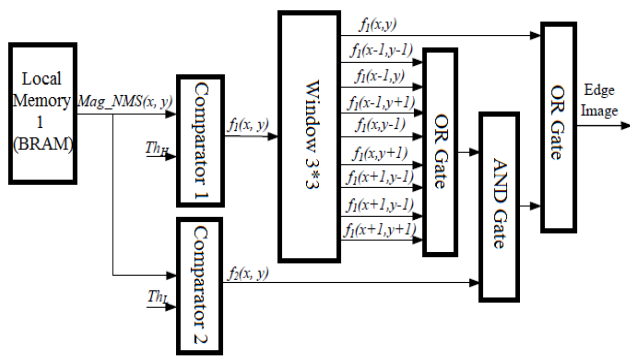 Local
Memory
1
(BRAM)
Mag_NMS(x, y)
Th_H
Comparator 1
f₁(x, y)
Window 3*3
f₁(x,y)
f₁(x-1,y-1)
f₁(x-1,y)
f₁(x-1,y+1)
f₁(x,y-1)
f₁(x,y+1)
f₁(x+1,y-1)
f₁(x+1,y-1)
f₁(x+1,y+1)
OR Gate
AND Gate
OR Gate
Edge
Image
Th_L
Comparator 2
f₂(x, y)